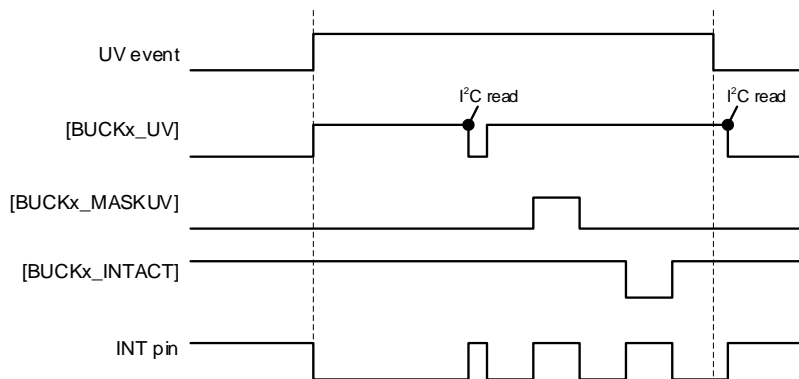 UV event
I²C read
I²C read
[BUCKx_UV]
[BUCKx_MASKUV]
[BUCKx_INTACT]
INT pin